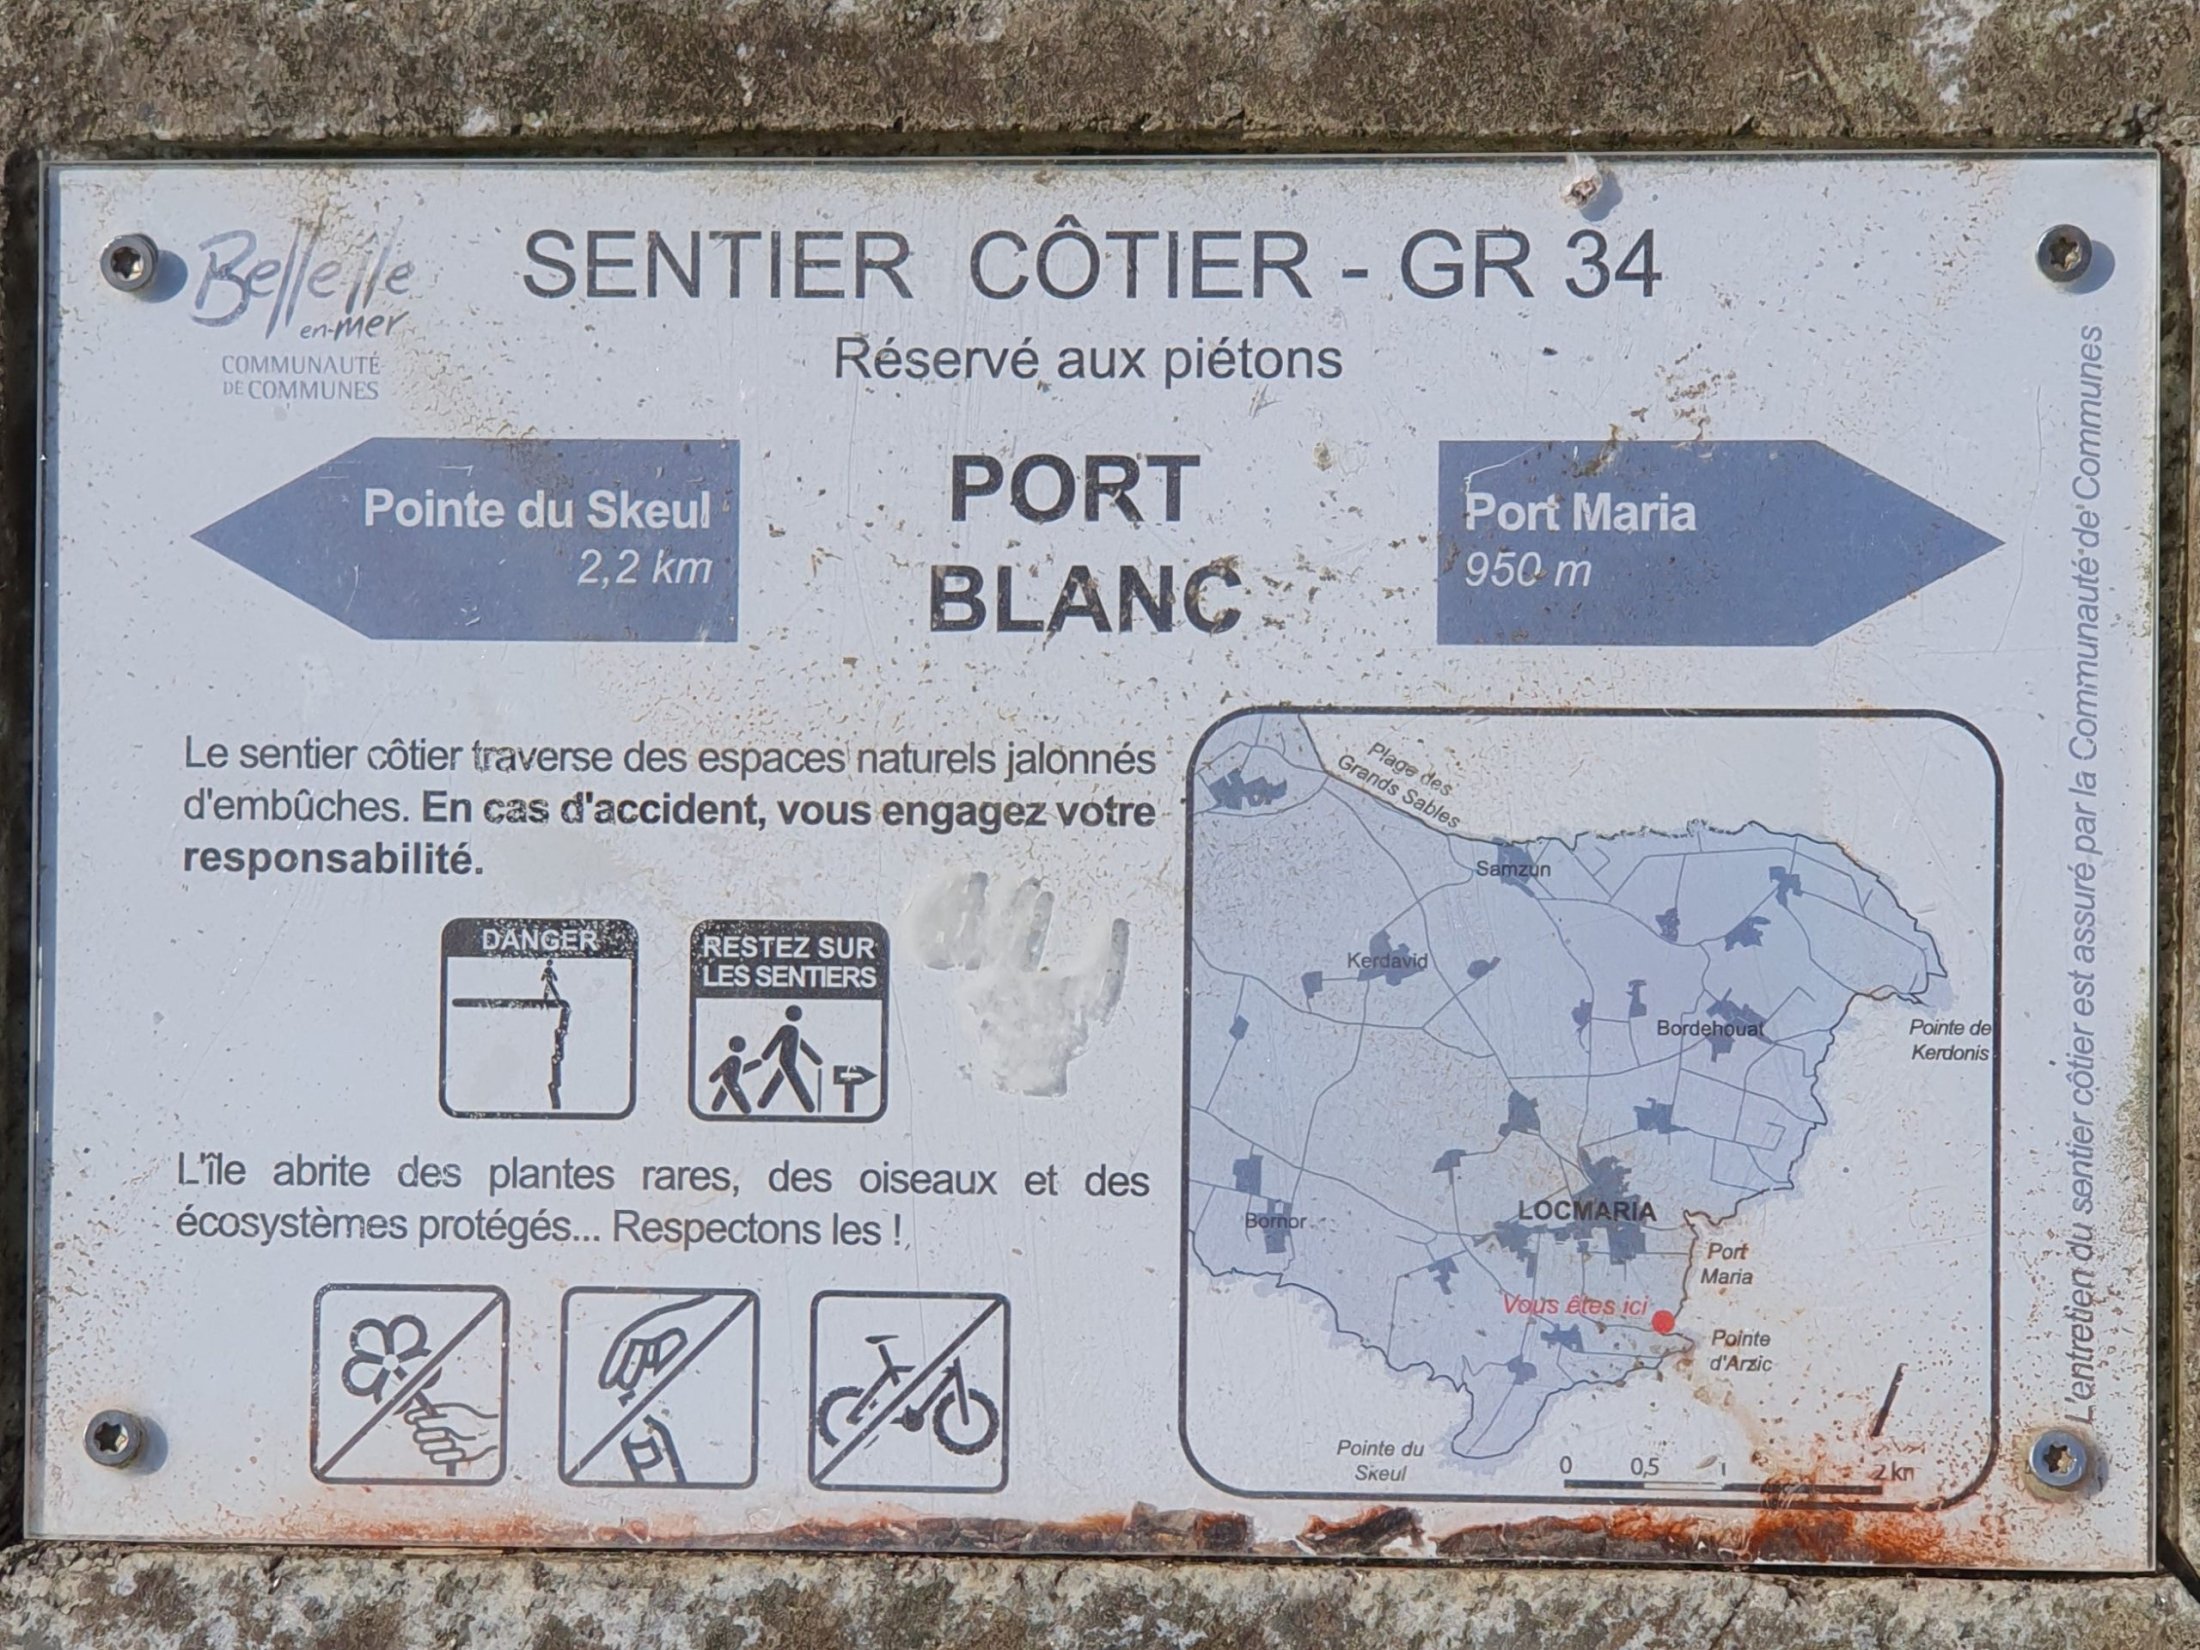 Belle Ile
en-mer
COMMUNAUTÉ
DE COMMUNES
SENTIER CÔTIER - GR 34
Réservé aux piétons
Pointe du Skeul
2,2 km
PORT
BLANC
Port Maria
950 m
Le sentier côtier traverse des espaces naturels jalonnés
d'embûches. En cas d'accident, vous engagez votre
responsabilité.
DANGER
RESTEZ SUR
LES SENTIERS
L'île abrite des plantes rares, des oiseaux et des
écosystèmes protégés... Respectons les !
Plage des
Grands Sables
Samzun
Kerdavid
Bordehouat
Pointe de
Kerdonis
LOCMARIA
Bornor
Port
Maria
Vous êtes ici
Pointe
d'Arzic
Pointe du
Skeul
0 0,5 1 2 km
L'entretien du sentier côtier est assuré par la Communauté de Communes